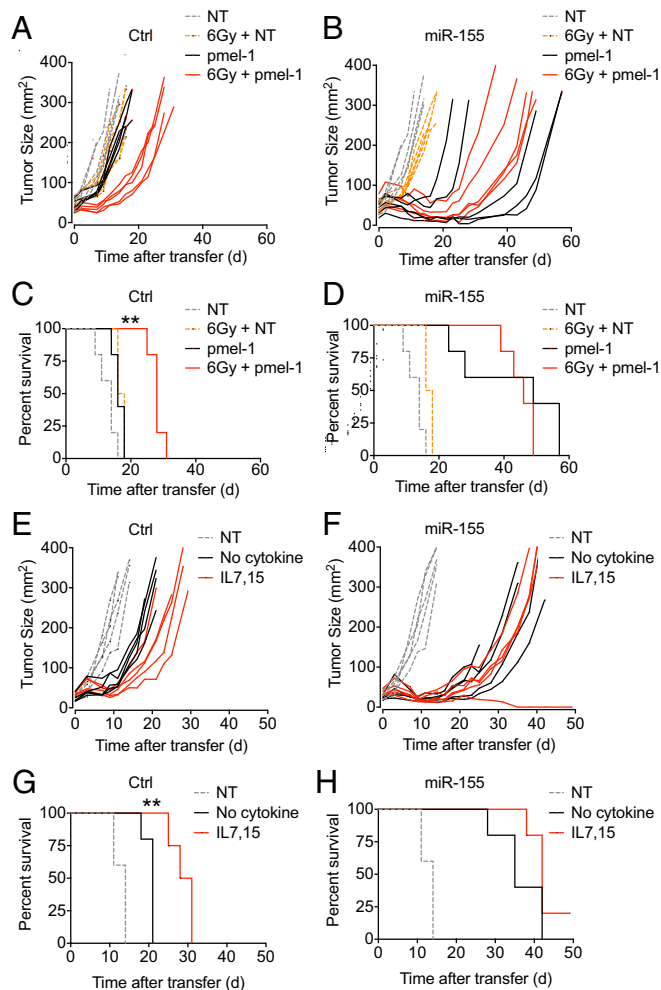 A
Ctrl
NT
6Gy + NT
pmel-1
6Gy + pmel-1
Tumor Size (mm²)
400
300
200
100
0
0 20 40 60
Time after transfer (d)
B
miR-155
NT
6Gy + NT
pmel-1
6Gy + pmel-1
Tumor Size (mm²)
400
300
200
100
0
0 20 40 60
Time after transfer (d)
C
Ctrl
**
NT
6Gy + NT
pmel-1
6Gy + pmel-1
Percent survival
100
75
50
25
0
0 20 40 60
Time after transfer (d)
D
miR-155
NT
6Gy + NT
pmel-1
6Gy + pmel-1
Percent survival
100
75
50
25
0
0 20 40 60
Time after transfer (d)
E
Ctrl
NT
No cytokine
IL7,15
Tumor Size (mm²)
400
300
200
100
0
0 10 20 30 40 50
Time after transfer (d)
F
miR-155
NT
No cytokine
IL7,15
Tumor Size (mm²)
400
300
200
100
0
0 10 20 30 40 50
Time after transfer (d)
G
Ctrl
**
NT
No cytokine
IL7,15
Percent survival
100
75
50
25
0
0 10 20 30 40 50
Time after transfer (d)
H
miR-155
NT
No cytokine
IL7,15
Percent survival
100
75
50
25
0
0 10 20 30 40 50
Time after transfer (d)